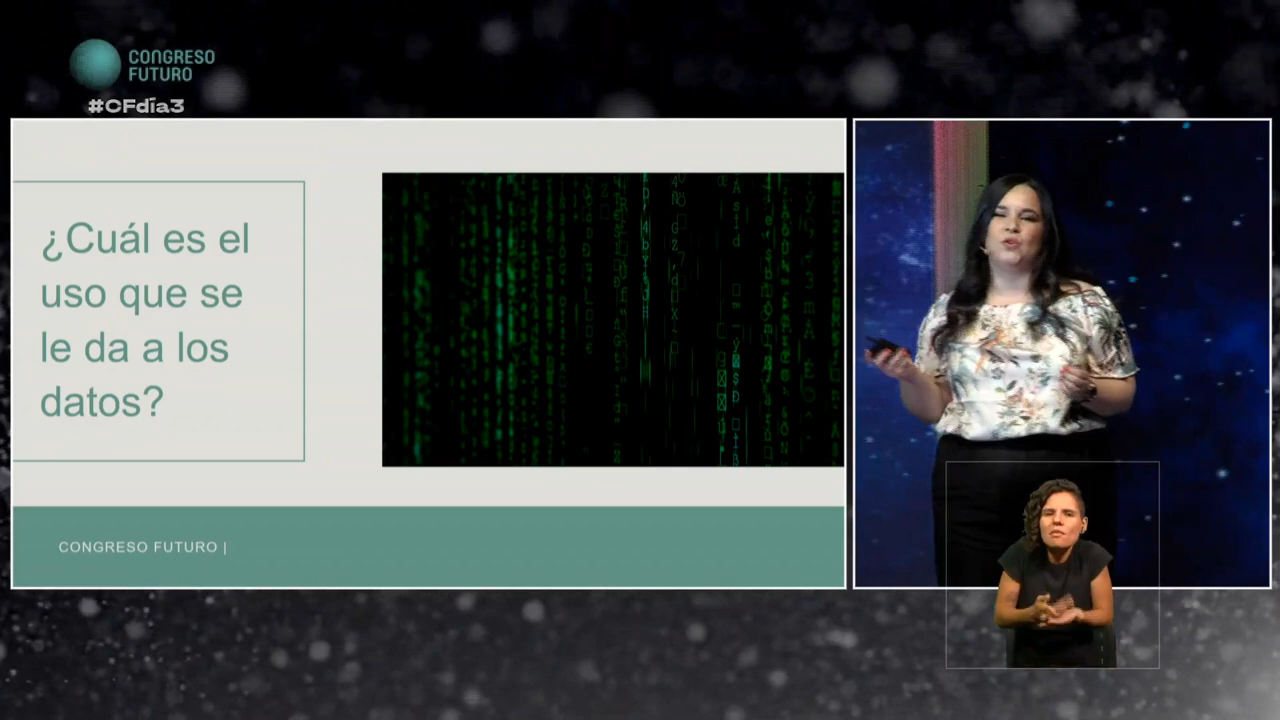 CONGRESO
FUTURO
#CFdía3
¿Cuál es el
uso que se
le da a los
datos?
CONGRESO FUTURO |